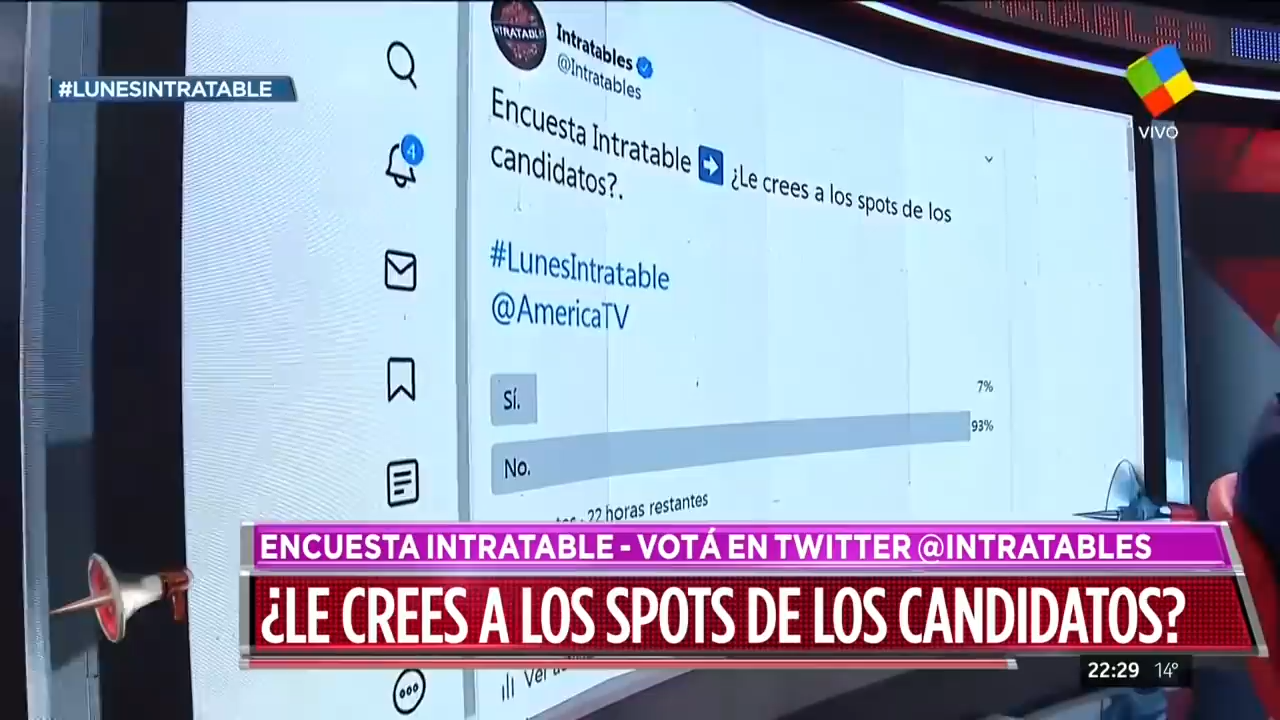 #LUNESINTRATABLE
Intratables
@Intratables
VIVO
4
Encuesta Intratable ➡ ¿Le crees a los spots de los
candidatos?.
#LunesIntratable
@AmericaTV
Sí.
7%
No.
93%
22 horas restantes
ENCUESTA INTRATABLE - VOTÁ EN TWITTER @INTRATABLES
¿LE CREES A LOS SPOTS DE LOS CANDIDATOS?
Ver
22:29 14°